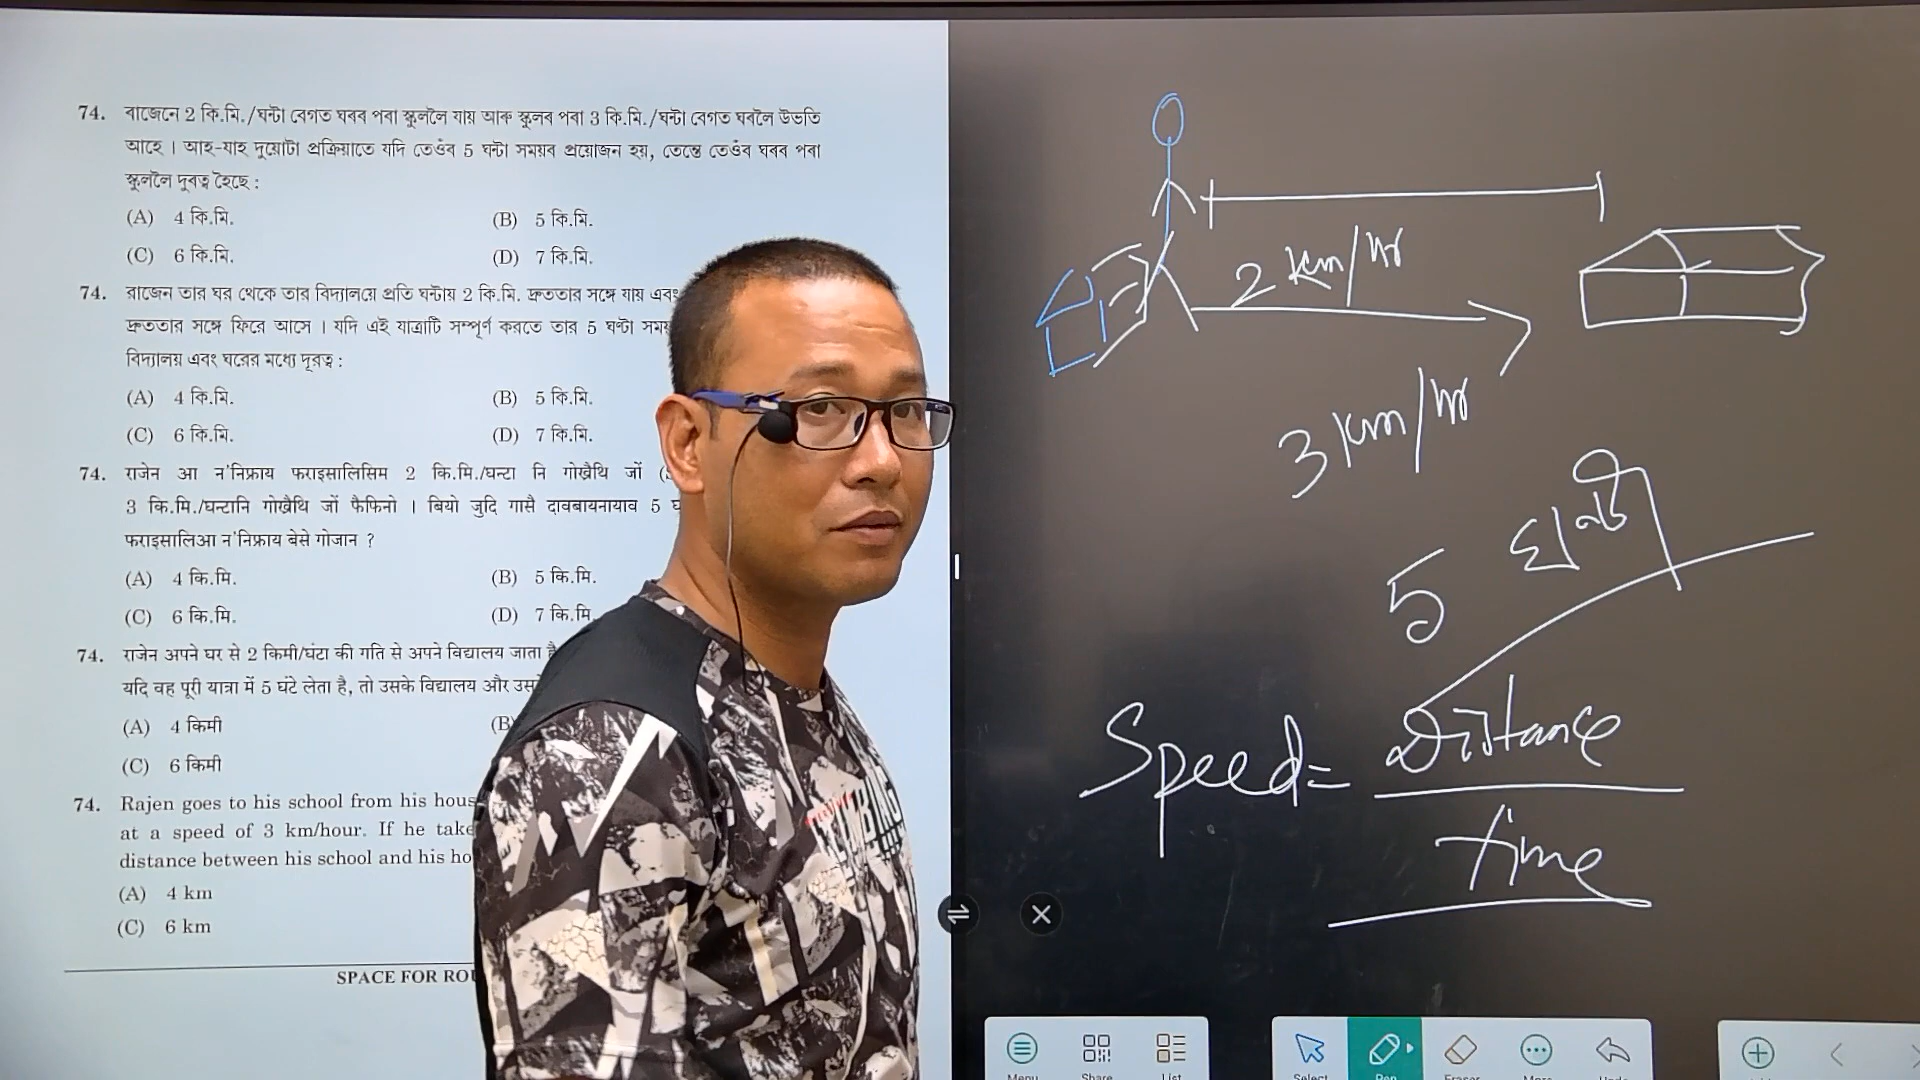 74. ৰাজেনে 2 কি.মি./ঘন্টা বেগত ঘৰৰ পৰা স্কুললৈ যায় আৰু স্কুলৰ পৰা 3 কি.মি./ঘন্টা বেগত ঘৰলৈ উভতি
আহে । আহ-যাহ দুয়োটা প্ৰক্ৰিয়াতে যদি তেওঁৰ 5 ঘন্টা সময়ৰ প্ৰয়োজন হয়, তেন্তে তেওঁৰ ঘৰৰ পৰা
স্কুললৈ দূৰত্ব হৈছে :
(A) 4 কি.মি. (B) 5 কি.মি.
(C) 6 কি.মি. (D) 7 কি.মি.
74. রাজেন তার ঘর থেকে তার বিদ্যালয়ে প্রতি ঘন্টায় 2 কি.মি. দ্রুততার সঙ্গে যায় এবং
দ্রুততার সঙ্গে ফিরে আসে । যদি এই যাত্রাটি সম্পূর্ণ করতে তার 5 ঘণ্টা সময়
বিদ্যালয় এবং ঘরের মধ্যে দূরত্ব :
(A) 4 কি.মি. (B) 5 কি.মি.
(C) 6 কি.মি. (D) 7 কি.মি.
74. राजेन आ न'निफ्राय फराइसालिसिम 2 कि.मि./घन्टा नि गोख्रैथि जों
3 कि.मि./घन्टानि गोख्रैथि जों फैफिनो । बियो जुदि गासै दावबायनायाव 5
फराइसालिआ न'निफ्राय बेसे गोजान ?
(A) 4 कि.मि. (B) 5 कि.मि.
(C) 6 कि.मि. (D) 7 कि.मि.
74. राजेन अपने घर से 2 किमी/घंटा की गति से अपने विद्यालय जाता है
यदि वह पूरी यात्रा में 5 घंटे लेता है, तो उसके विद्यालय और
(A) 4 किमी (B)
(C) 6 किमी
74. Rajen goes to his school from his hous
at a speed of 3 km/hour. If he take
distance between his school and his ho
(A) 4 km
(C) 6 km
SPACE FOR ROU
2 km/hr
3 km/hr
5 ঘন্টা
Speed = Distance
time
Menu Share List Select Pen Eraser More Undo